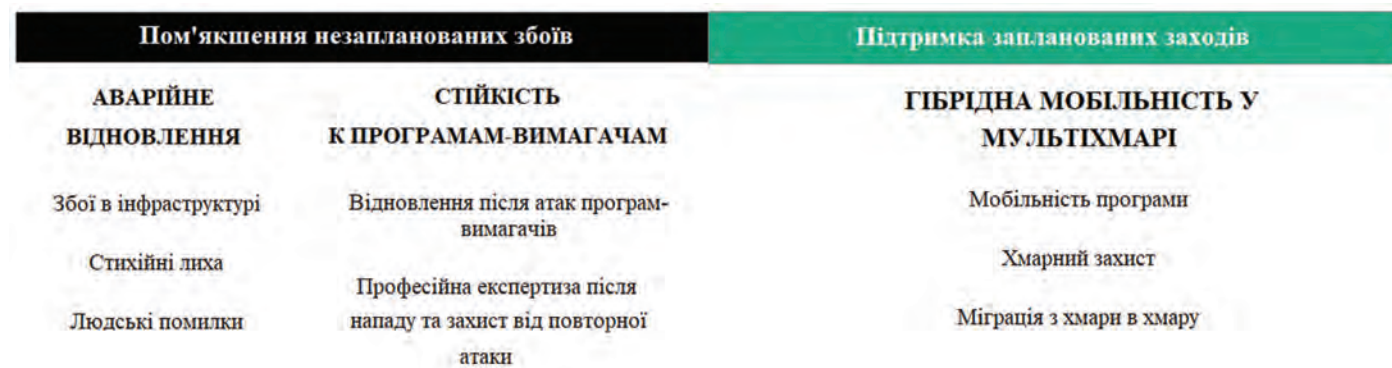 Пом'якшення незапланованих збоїв
Підтримка запланованих заходів
АВАРІЙНЕ
ВІДНОВЛЕННЯ
Збої в інфраструктурі
Стихійні лиха
Людські помилки
СТІЙКІСТЬ
К ПРОГРАМАМ-ВИМАГАЧАМ
Відновлення після атак програм-
вимагачів
Професійна експертиза після
нападу та захист від повторної
атаки
ГІБРІДНА МОБІЛЬНІСТЬ У
МУЛЬТІХМАРІ
Мобільність програми
Хмарний захист
Міграція з хмари в хмару